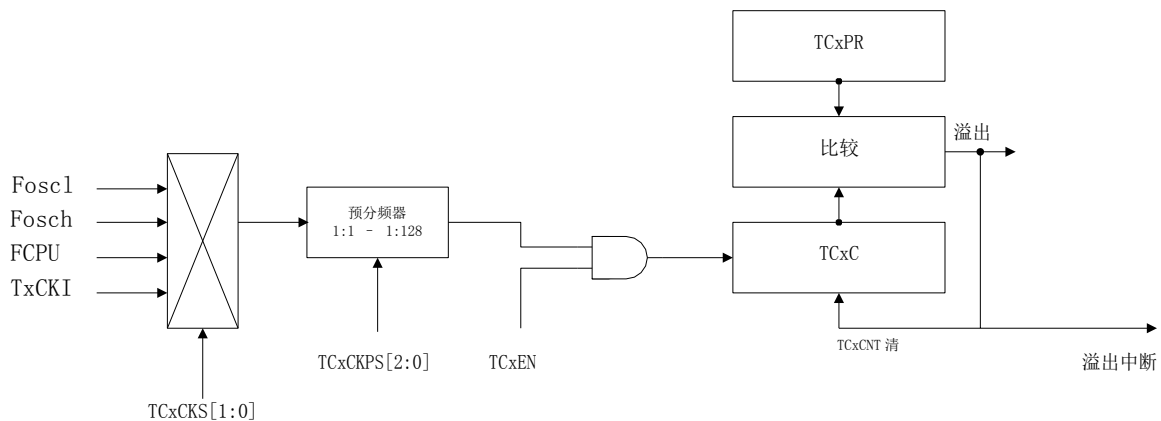 TCxPR
比较
溢出
Foscl
Fosch
FCPU
TxCKI
预分频器
1:1 - 1:128
TCxC
TCxCKPS[2:0]
TCxEN
TCxCNT 清
溢出中断
TCxCKS[1:0]